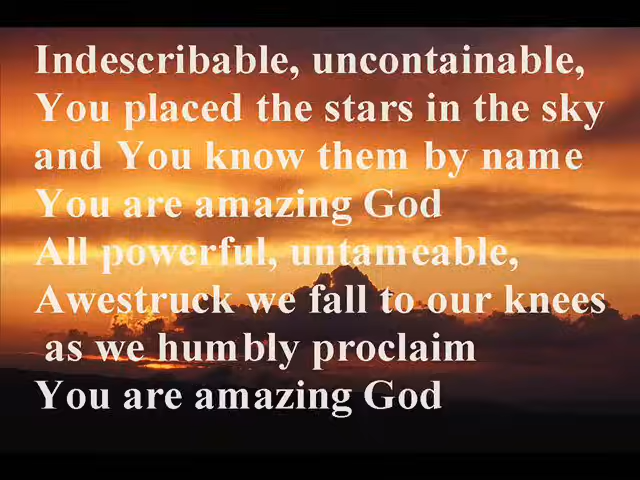 Indescribable, uncontainable,
You placed the stars in the sky
and You know them by name
You are amazing God
All powerful, untameable,
Awestruck we fall to our knees
as we humbly proclaim
You are amazing God